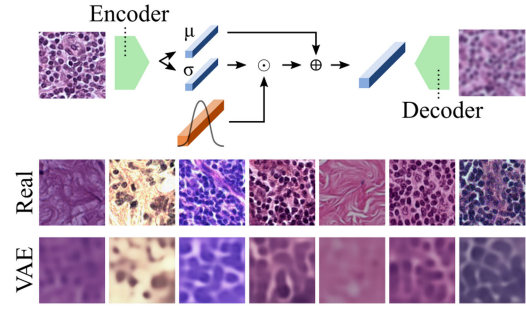 Encoder
μ
σ
Decoder
Real
VAE